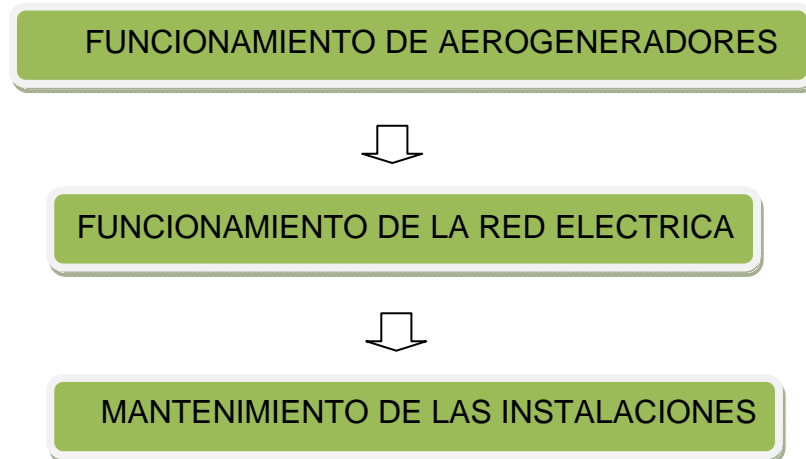 FUNCIONAMIENTO DE AEROGENERADORES
FUNCIONAMIENTO DE LA RED ELECTRICA
MANTENIMIENTO DE LAS INSTALACIONES